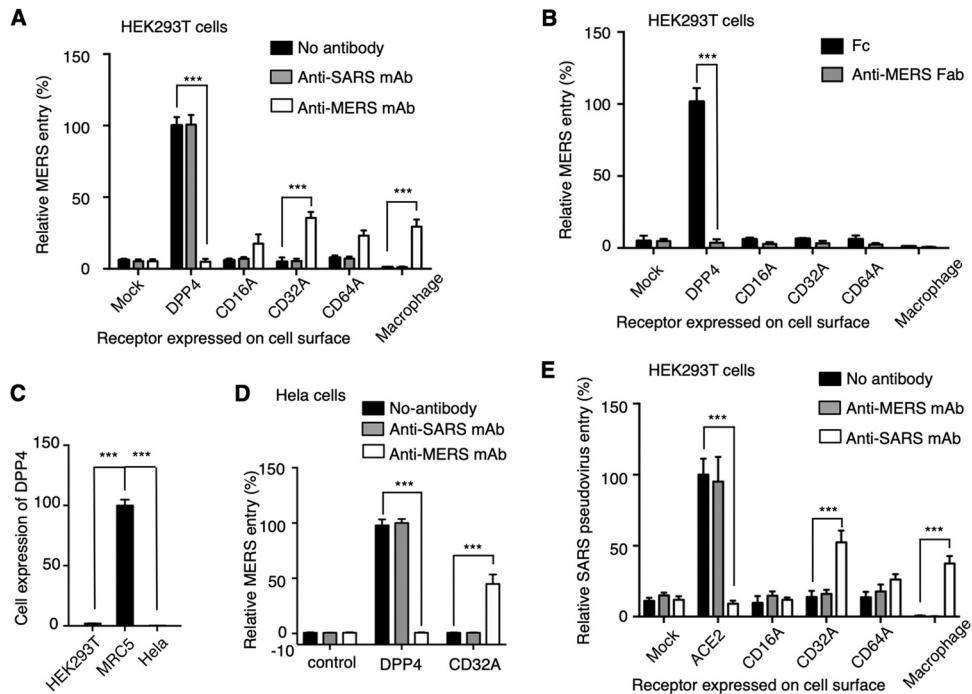 A
HEK293T cells
No antibody
Anti-SARS mAb
Anti-MERS mAb
Relative MERS entry (%)
150
100
50
0
***
***
***
Mock
DPP4
CD16A
CD32A
CD64A
Macrophage
Receptor expressed on cell surface
B
HEK293T cells
Fc
Anti-MERS Fab
Relative MERS entry (%)
150
100
50
0
***
Mock
DPP4
CD16A
CD32A
CD64A
Macrophage
Receptor expressed on cell surface
C
Cell expression of DPP4
150
100
50
0
***
***
HEK293T
MRC5
Hela
D
Hela cells
No-antibody
Anti-SARS mAb
Anti-MERS mAb
Relative MERS entry (%)
150
100
50
0
-10
***
***
control
DPP4
CD32A
E
HEK293T cells
No antibody
Anti-MERS mAb
Anti-SARS mAb
Relative SARS pseudovirus entry (%)
150
100
50
0
***
***
***
Mock
ACE2
CD16A
CD32A
CD64A
Macrophage
Receptor expressed on cell surface